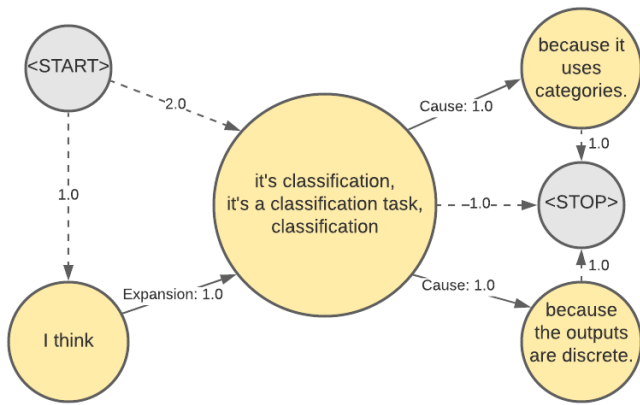 <START>
2.0
1.0
I think
Expansion: 1.0
it's classification,
it's a classification task,
classification
Cause: 1.0
because it
uses
categories.
1.0
1.0
<STOP>
Cause: 1.0
1.0
because
the outputs
are discrete.